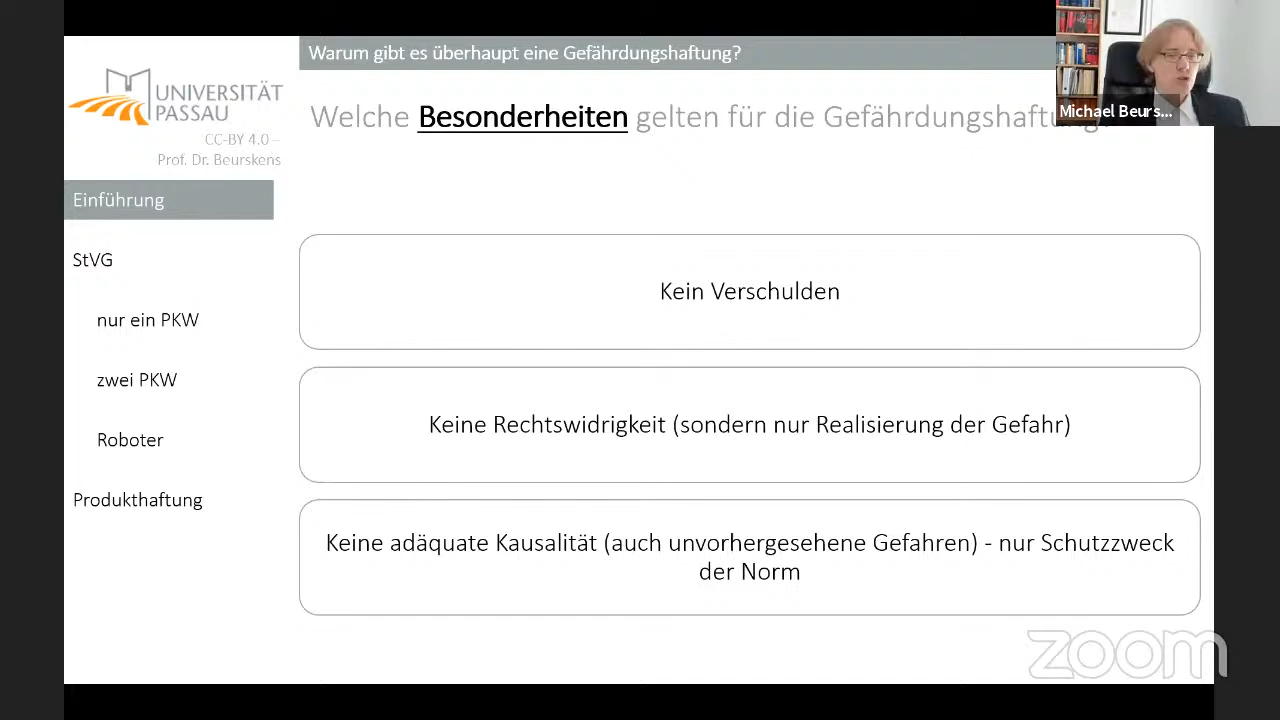 Warum gibt es überhaupt eine Gefährdungshaftung?
UNIVERSITÄT
PASSAU
CC-BY 4.0 –
Prof. Dr. Beurskens
Welche Besonderheiten gelten für die Gefährdungshaftung?
Michael Beurs...
Einführung
StVG
nur ein PKW
zwei PKW
Roboter
Produkthaftung
Kein Verschulden
Keine Rechtswidrigkeit (sondern nur Realisierung der Gefahr)
Keine adäquate Kausalität (auch unvorhergesehene Gefahren) - nur Schutzzweck
der Norm
zoom